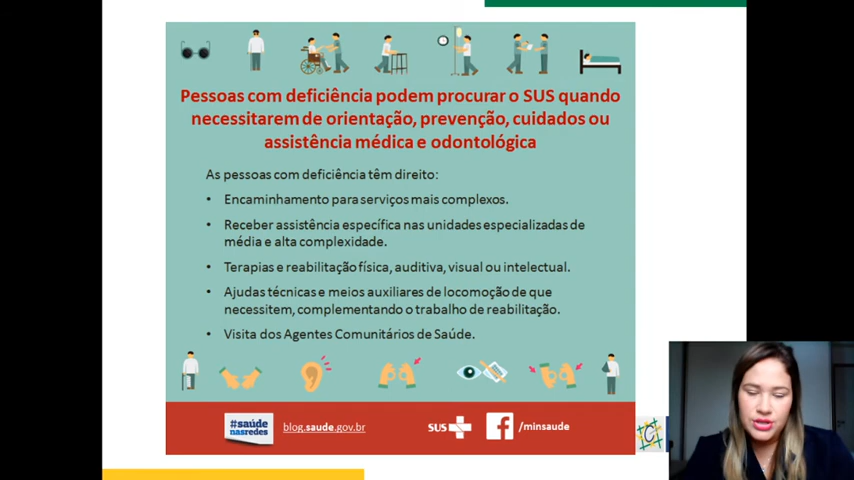 Pessoas com deficiência podem procurar o SUS quando
necessitarem de orientação, prevenção, cuidados ou
assistência médica e odontológica
As pessoas com deficiência têm direito:
• Encaminhamento para serviços mais complexos.
• Receber assistência específica nas unidades especializadas de
média e alta complexidade.
• Terapias e reabilitação física, auditiva, visual ou intelectual.
• Ajudas técnicas e meios auxiliares de locomoção de que
necessitem, complementando o trabalho de reabilitação.
• Visita dos Agentes Comunitários de Saúde.
#saúde
nasredes
blog.saude.gov.br
SUS
f
/minsaude
C